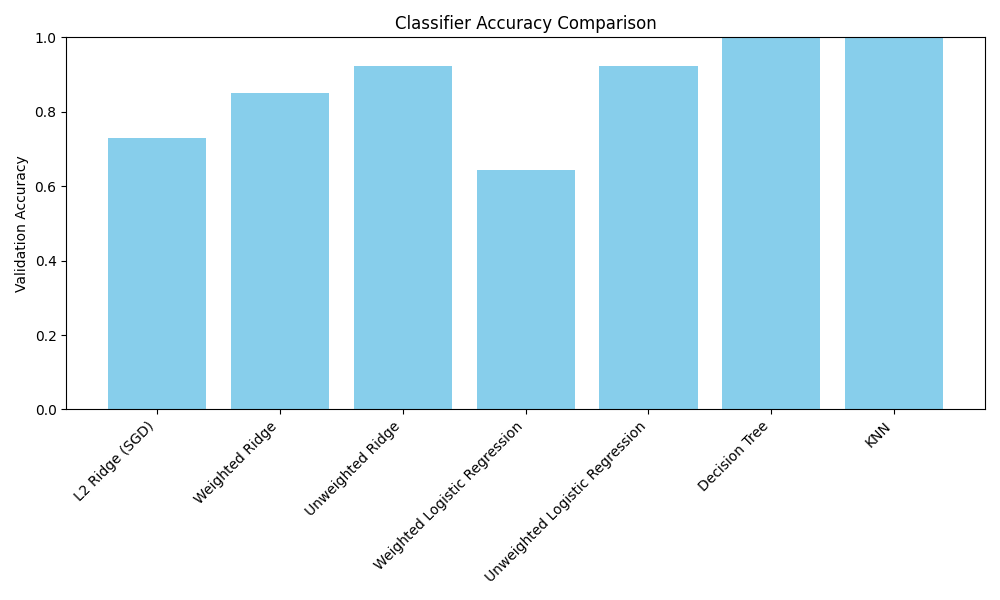 Classifier Accuracy Comparison
Validation Accuracy
1.0
0.8
0.6
0.4
0.2
0.0
L2 Ridge (SGD)
Weighted Ridge
Unweighted Ridge
Weighted Logistic Regression
Unweighted Logistic Regression
Decision Tree
KNN